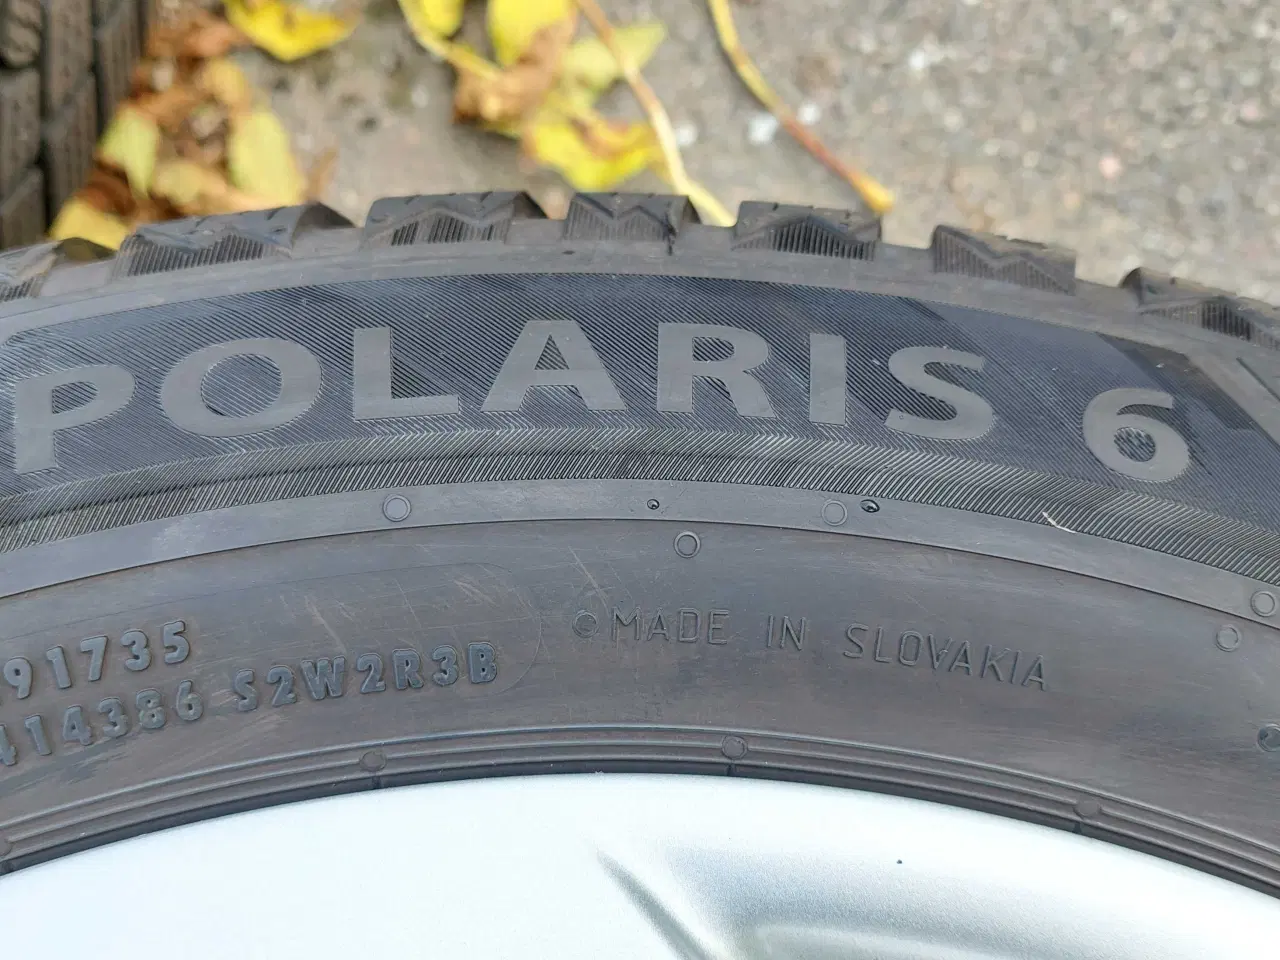 POLARIS 6
91735
414386 S2W2R3B
MADE IN SLOVAKIA